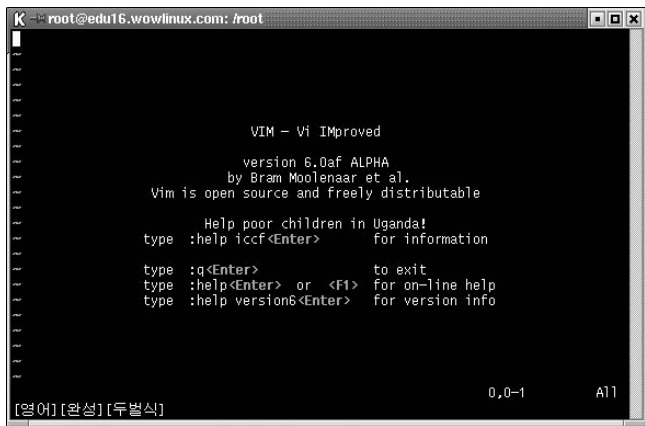 root@edu16.wowlinux.com: /root
~
~
~
~
~
~
VIM - Vi IMproved
~
~
version 6.0af ALPHA
~
by Bram Moolenaar et al.
~
Vim is open source and freely distributable
~
~
Help poor children in Uganda!
~
type :help iccf<Enter> for information
~
~
type :q<Enter> to exit
~
type :help<Enter> or <F1> for on-line help
~
type :help version6<Enter> for version info
~
~
~
~
~
0,0-1 All
[영어][완성][두벌식]